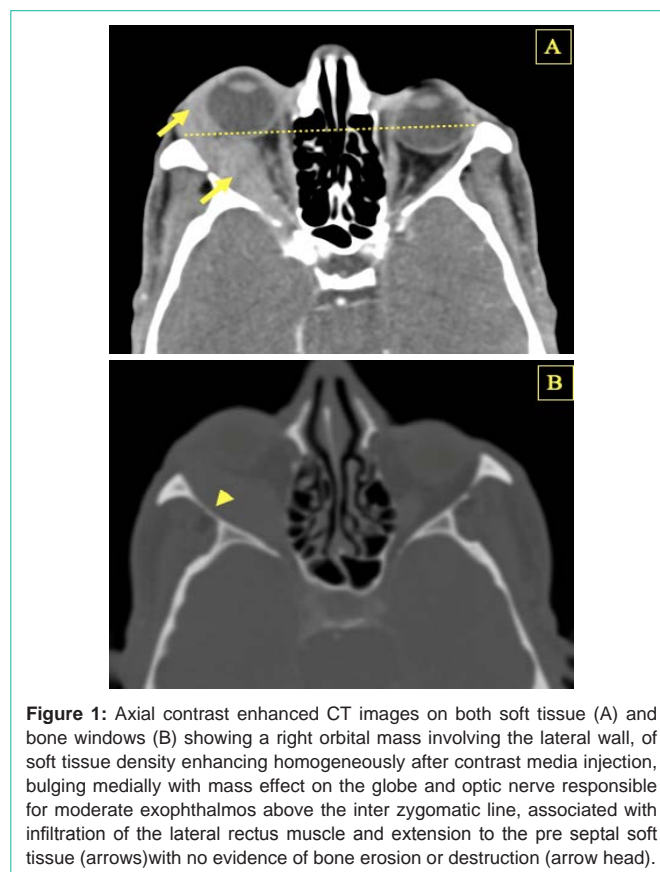 A
B
Figure 1: Axial contrast enhanced CT images on both soft tissue (A) and
bone windows (B) showing a right orbital mass involving the lateral wall, of
soft tissue density enhancing homogeneously after contrast media injection,
bulging medially with mass effect on the globe and optic nerve responsible
for moderate exophthalmos above the inter zygomatic line, associated with
infiltration of the lateral rectus muscle and extension to the pre septal soft
tissue (arrows)with no evidence of bone erosion or destruction (arrow head).